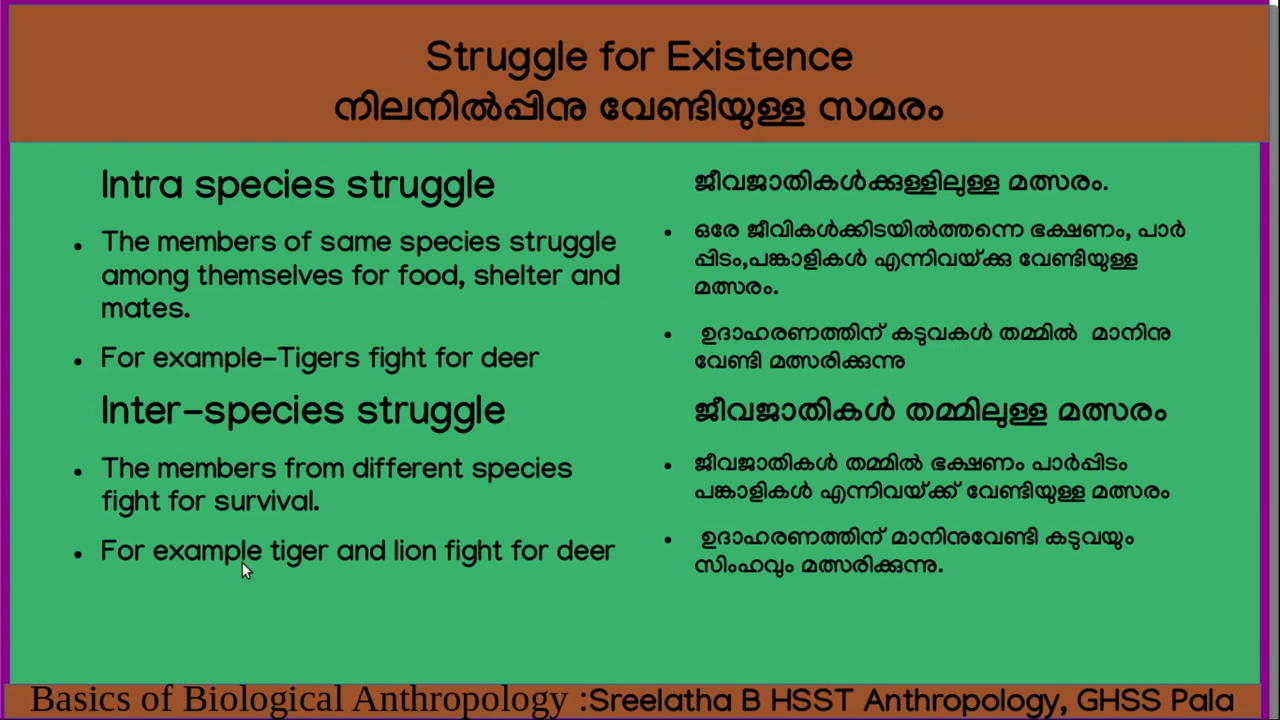 Struggle for Existence
നിലനിൽപ്പിനു വേണ്ടിയുള്ള സമരം
Intra species struggle
• The members of same species struggle
among themselves for food, shelter and
mates.
• For example-Tigers fight for deer
Inter-species struggle
• The members from different species
fight for survival.
• For example tiger and lion fight for deer
ജീവജാതികൾക്കുള്ളിലുള്ള മത്സരം.
• ഒരേ ജീവികൾക്കിടയിൽത്തന്നെ ഭക്ഷണം, പാർ
പ്പിടം,പങ്കാളികൾ എന്നിവയ്ക്കു വേണ്ടിയുള്ള
മത്സരം.
• ഉദാഹരണത്തിന് കടുവകൾ തമ്മിൽ മാനിനു
വേണ്ടി മത്സരിക്കുന്നു
ജീവജാതികൾ തമ്മിലുള്ള മത്സരം
• ജീവജാതികൾ തമ്മിൽ ഭക്ഷണം പാർപ്പിടം
പങ്കാളികൾ എന്നിവയ്ക്ക് വേണ്ടിയുള്ള മത്സരം
• ഉദാഹരണത്തിന് മാനിനുവേണ്ടി കടുവയും
സിംഹവും മത്സരിക്കുന്നു.
Basics of Biological Anthropology :Sreelatha B HSST Anthropology, GHSS Pala